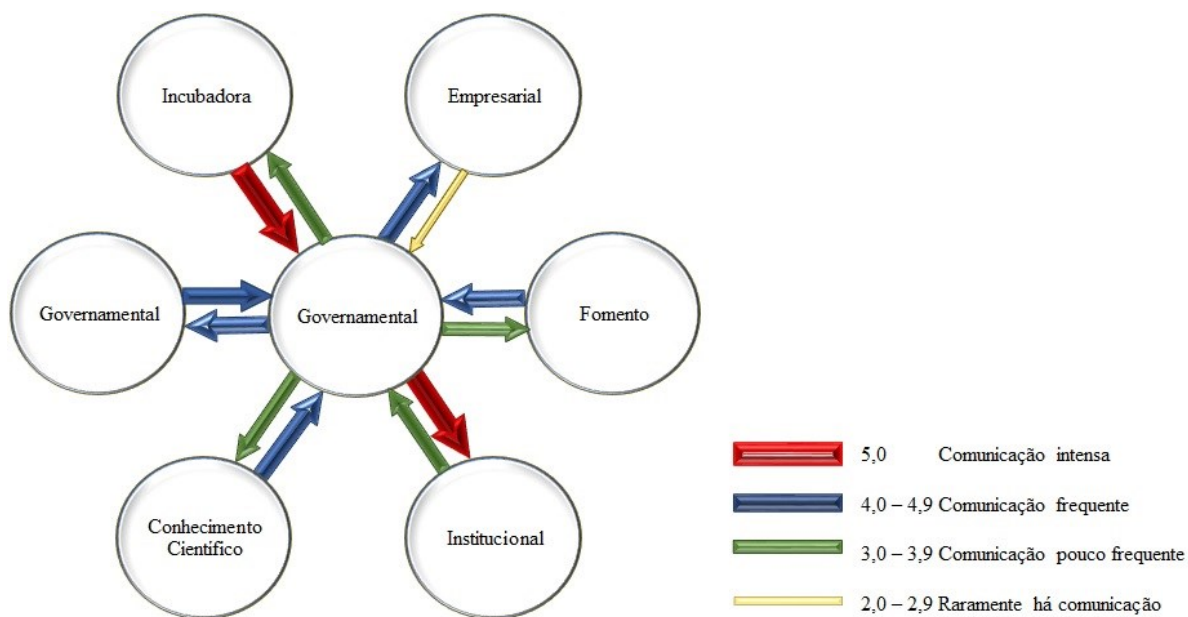 Incubadora
Empresarial
Governamental
Governamental
Fomento
Conhecimento
Científico
Institucional
5,0 Comunicação intensa
4,0 – 4,9 Comunicação frequente
3,0 – 3,9 Comunicação pouco frequente
2,0 – 2,9 Raramente há comunicação